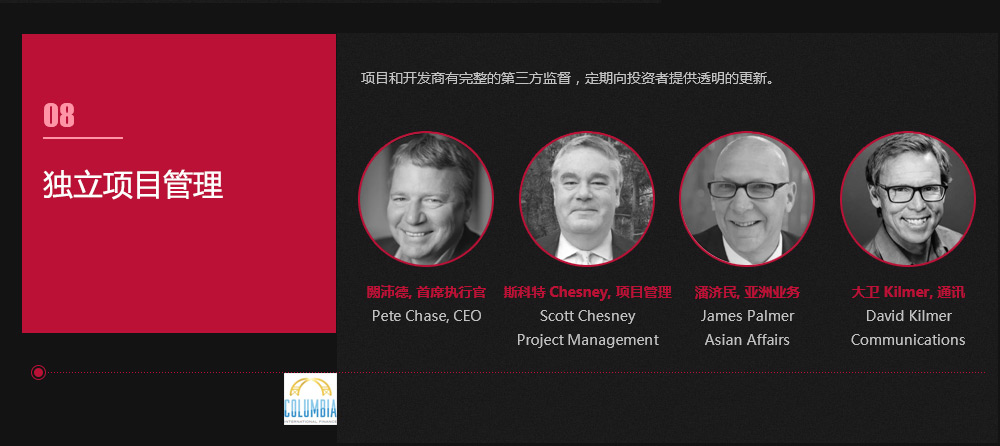 08
独立项目管理
项目和开发商有完整的第三方监督，定期向投资者提供透明的更新。
圈沛德, 首席执行官
Pete Chase, CEO
斯科特 Chesney, 项目管理
Scott Chesney
Project Management
潘济民, 亚洲业务
James Palmer
Asian Affairs
大卫 Kilmer, 通讯
David Kilmer
Communications
COLUMBIA
INTERNATIONAL FINANCE